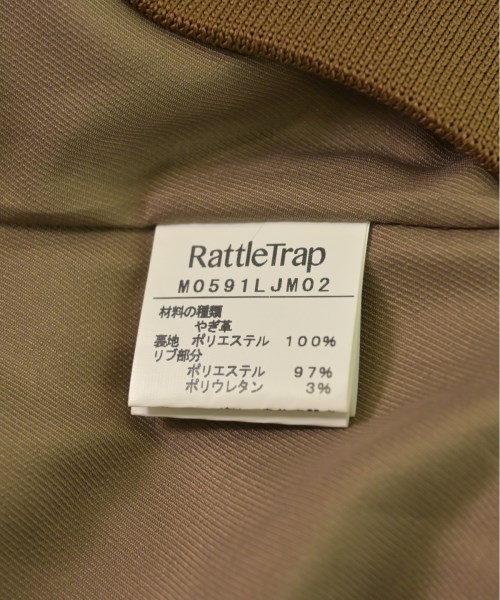 RattleTrap
M0591LJM02
材料の種類
やぎ革
裏地 ポリエステル 100%
リブ部分
ポリエステル 97%
ポリウレタン 3%